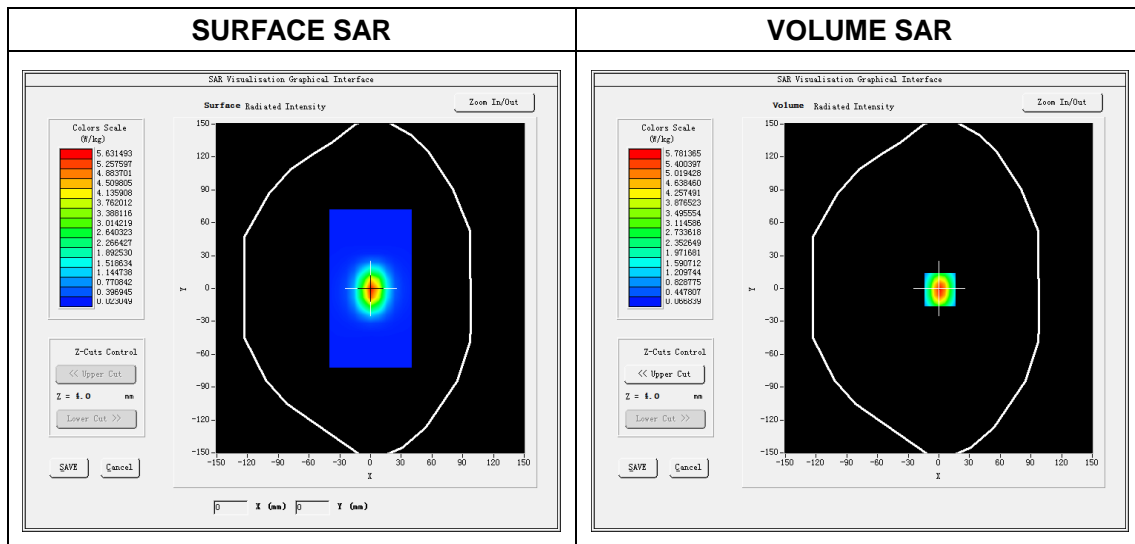 SURFACE SAR
VOLUME SAR
SAR Visualisation Graphical Interface
Surface Radiated Intensity
Zoom In/Out
Colors Scale
(W/kg)
5.631493
5.257597
4.883701
4.509805
4.135908
3.762012
3.388116
3.014219
2.640323
2.266427
1.892530
1.518634
1.144738
0.770842
0.396945
0.023049
Z-Cuts Control
<< Upper Cut
Z = 4.0 mm
Lower Cut >>
SAVE Cancel
150
120
90
60
30
0
-30
-60
-90
-120
-150
Y
-150 -120 -90 -60 -30 0 30 60 90 120 150
X
0 X (mm) 0 Y (mm)
SAR Visualisation Graphical Interface
Volume Radiated Intensity
Zoom In/Out
Colors Scale
(W/kg)
5.781365
5.400397
5.019428
4.638460
4.257491
3.876523
3.495554
3.114586
2.733618
2.352649
1.971681
1.590712
1.209744
0.828775
0.447807
0.066839
Z-Cuts Control
<< Upper Cut
Z = 4.0 mm
Lower Cut >>
SAVE Cancel
150
120
90
60
30
0
-30
-60
-90
-120
-150
Y
-150 -120 -90 -60 -30 0 30 60 90 120 150
X